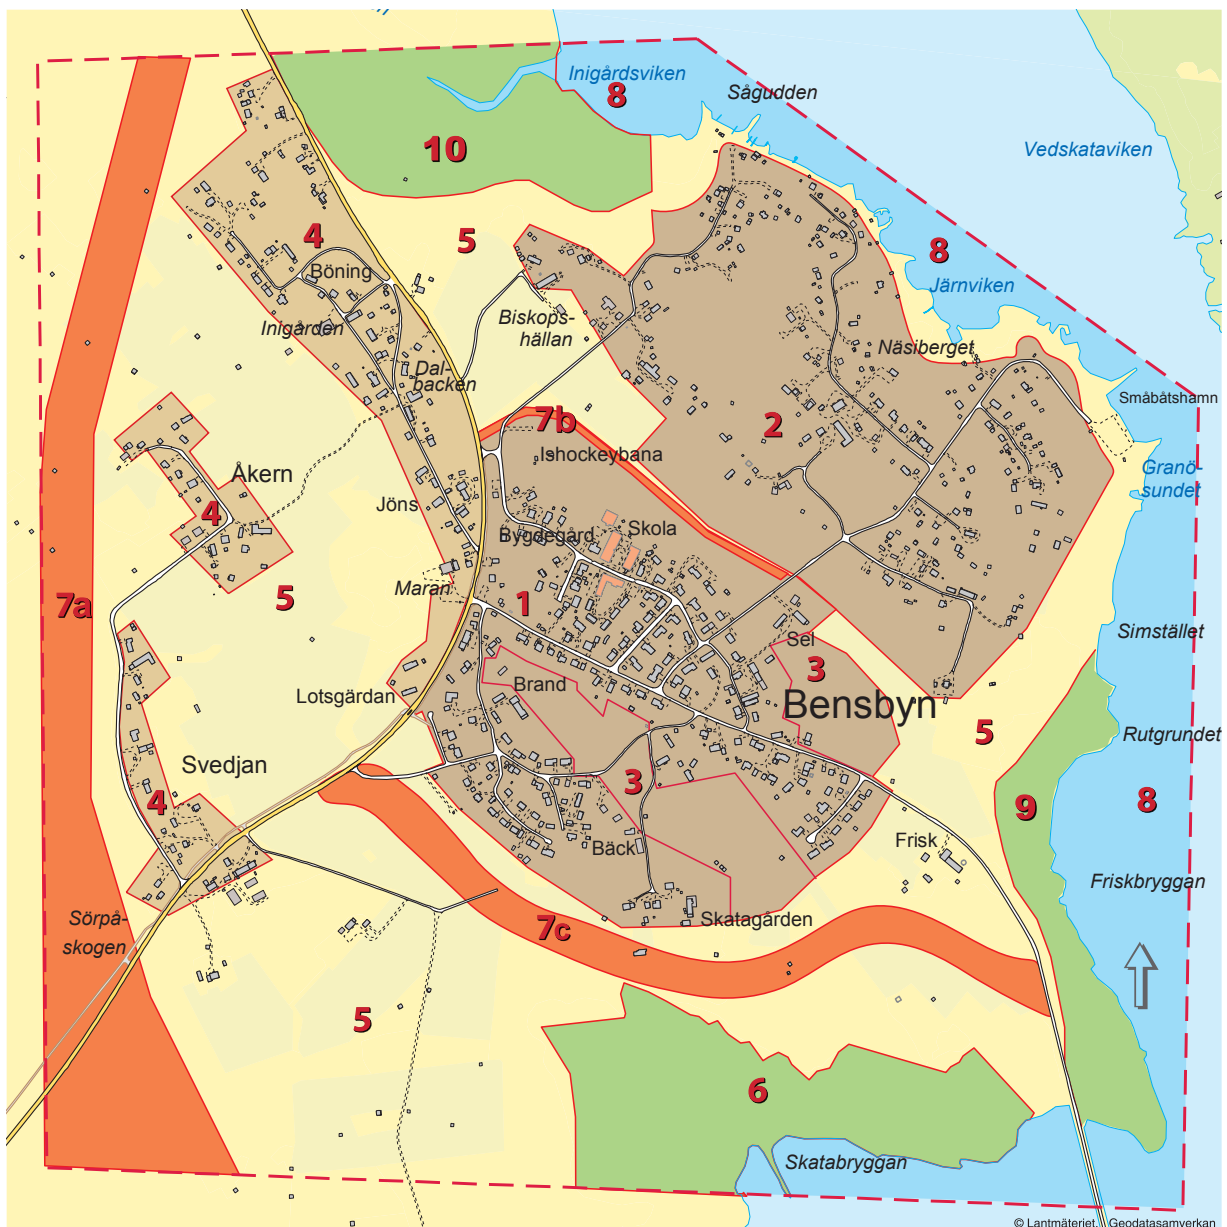 Inigårdsviken
8
Sågudden
10
Vedskataviken
4
5
8
Böning
Järnviken
Inigården
Biskops-
hällan
Näsiberget
Dal-
backen
Småbåtshamn
7b
2
Ishockeybana
Åkern
Granö-
sundet
Jöns
4
Bygdegård
Skola
Maran
7a
5
1
Simstället
Sel
3
Brand
Lotsgärdan
Bensbyn
5
Rutgrundet
Svedjan
3
4
9
8
Bäck
Frisk
Friskbryggan
Sörpå-
skogen
Skatagården
7c
5
6
Skatabryggan
© Lantmäteriet, Geodatasamverkan